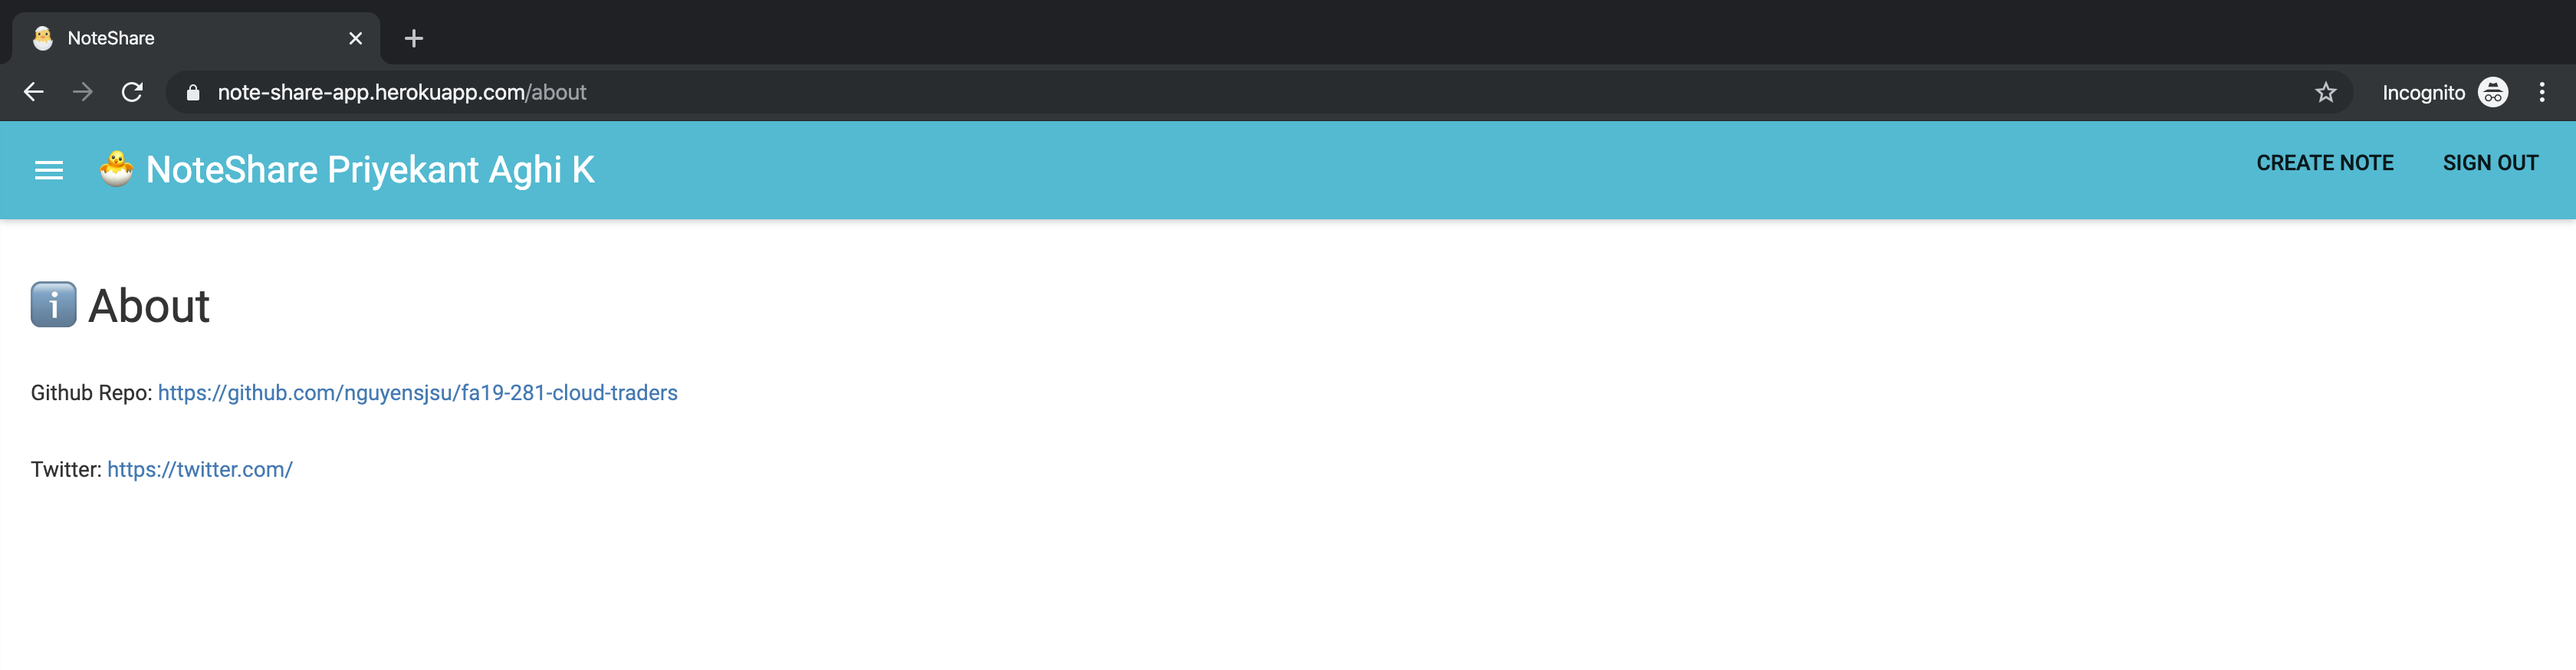 NoteShare
note-share-app.herokuapp.com/about
Incognito
NoteShare Priyekant Aghi K
CREATE NOTE
SIGN OUT
About
Github Repo: https://github.com/nguyensjsu/fa19-281-cloud-traders
Twitter: https://twitter.com/